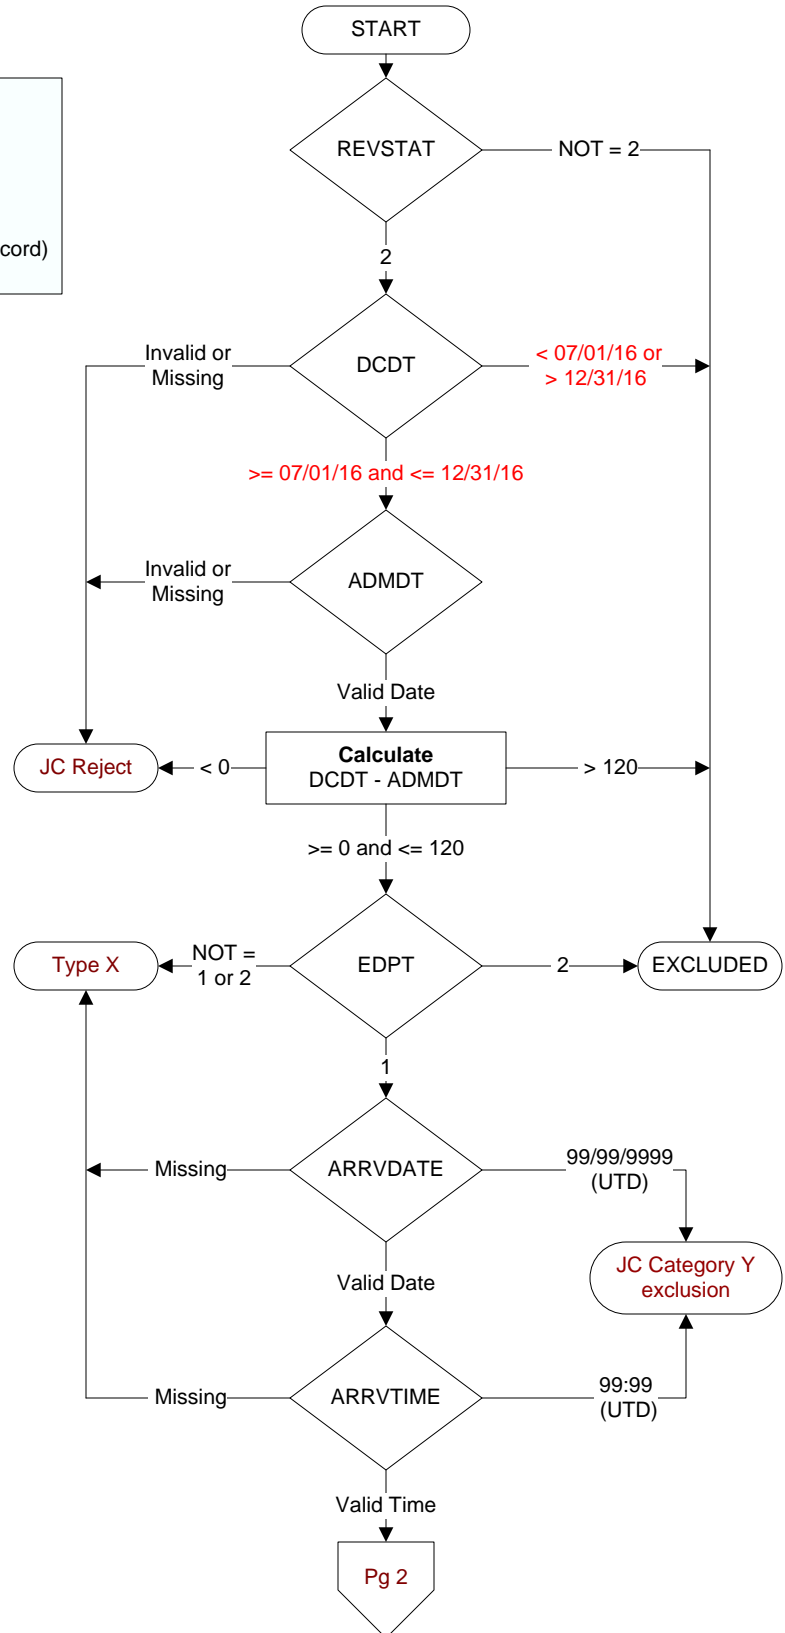 START
REVSTAT
NOT = 2
cord)
2
Invalid or
Missing
DCDT
< 07/01/16 or
> 12/31/16
>= 07/01/16 and <= 12/31/16
Invalid or
Missing
ADMDT
Valid Date
JC Reject
< 0
Calculate
DCDT - ADMDT
> 120
>= 0 and <= 120
Type X
NOT =
1 or 2
EDPT
2
EXCLUDED
1
Missing
ARRVDATE
99/99/9999
(UTD)
Valid Date
JC Category Y
exclusion
Missing
ARRVTIME
99:99
(UTD)
Valid Time
Pg 2